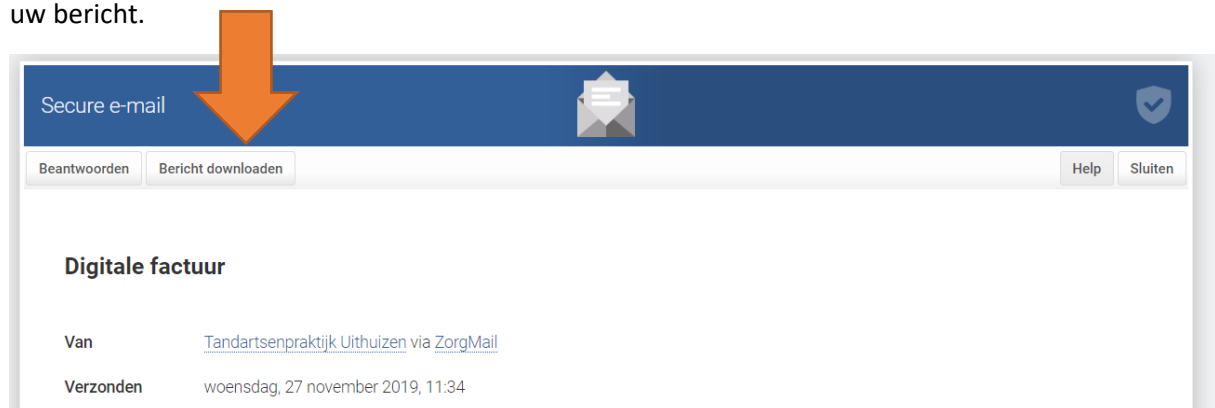 uw bericht.
Secure e-mail
Beantwoorden Bericht downloaden Help Sluiten
Digitale factuur
Van Tandartsenpraktijk Uithuizen via ZorgMail
Verzonden woensdag, 27 november 2019, 11:34